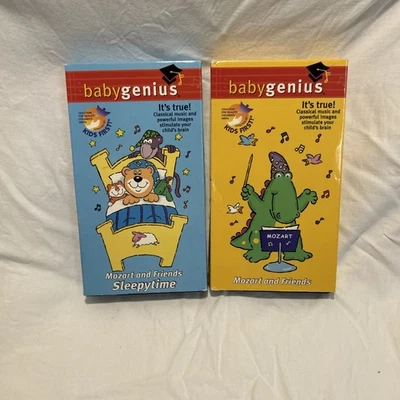 babygenius
It's true!
Classical music and
powerful images
stimulate your
child's brain
KIDS FIRST!
Mozart and Friends
Sleepytime
babygenius
It's true!
Classical music and
powerful images
stimulate your
child's brain
KIDS FIRST!
MOZART
Mozart and Friends